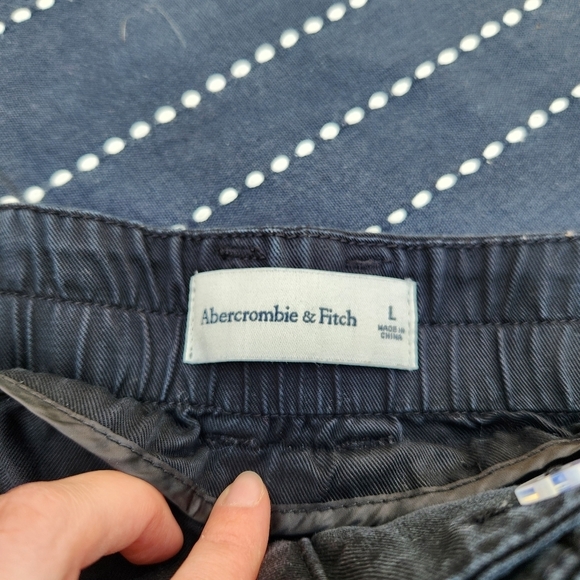 Abercrombie & Fitch
L
MADE IN
CHINA